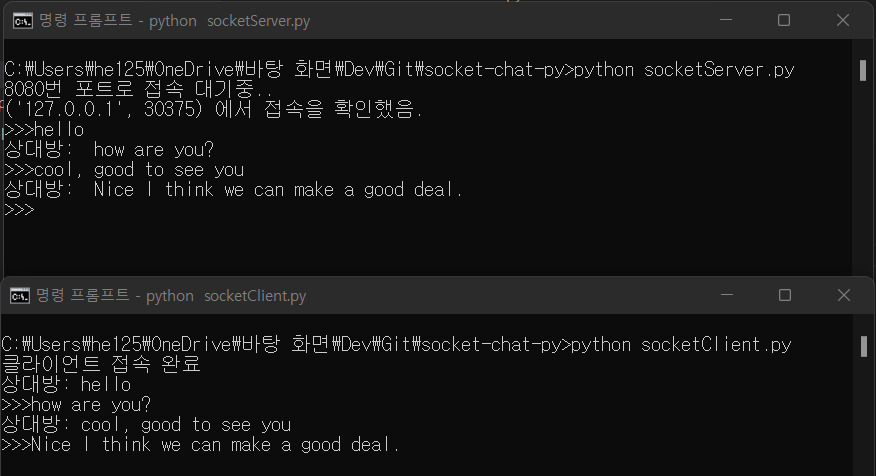 명령 프롬프트 - python  socketServer.py
C:\Users\he125\OneDrive\바탕 화면\Dev\Git\socket-chat-py>python socketServer.py
8080번 포트로 접속 대기중..
('127.0.0.1', 30375) 에서 접속을 확인했음.
>>>hello
상대방:  how are you?
>>>cool, good to see you
상대방:  Nice I think we can make a good deal.
>>>
명령 프롬프트 - python  socketClient.py
C:\Users\he125\OneDrive\바탕 화면\Dev\Git\socket-chat-py>python socketClient.py
클라이언트 접속 완료
상대방: hello
>>>how are you?
상대방: cool, good to see you
>>>Nice I think we can make a good deal.